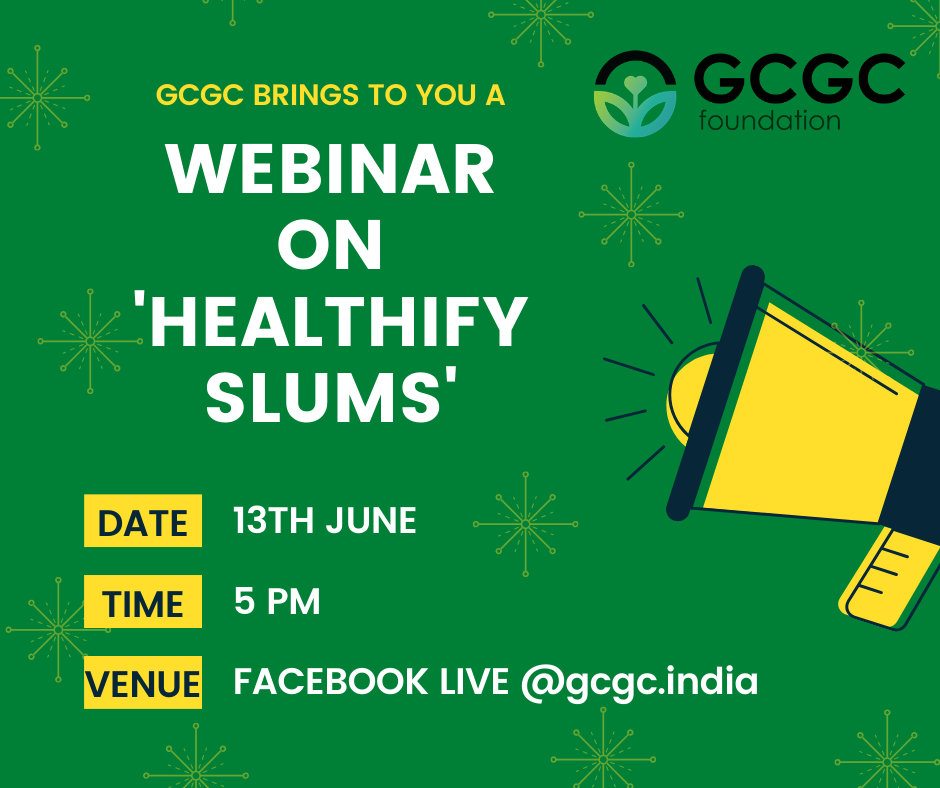 GCGC BRINGS TO YOU A
GCGC
foundation
WEBINAR
ON
'HEALTHIFY
SLUMS'
DATE 13TH JUNE
TIME 5 PM
VENUE FACEBOOK LIVE @gcgc.india